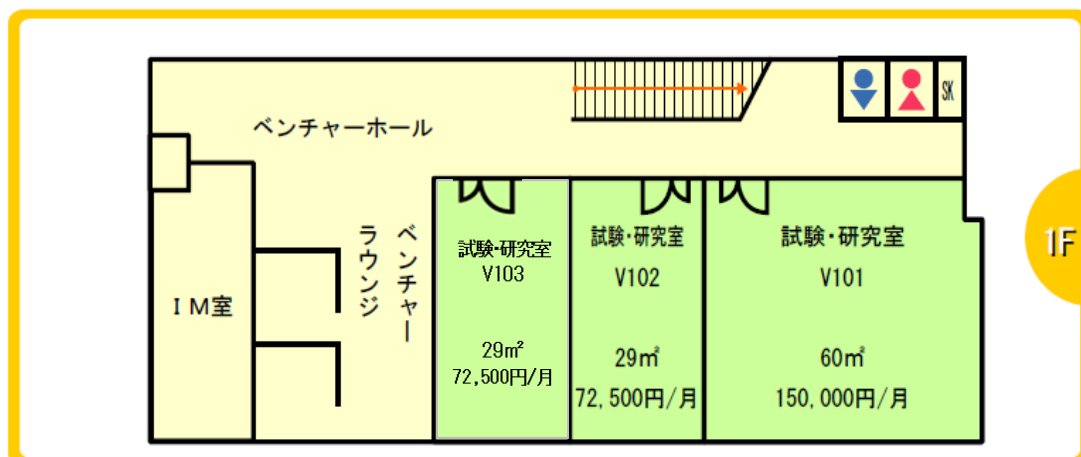 ベンチャーホール
SK
1F
ＩＭ室
ベンチャー
ラウンジ
試験・研究室
V103
29㎡
72,500円/月
試験・研究室
V102
29㎡
72,500円/月
試験・研究室
V101
60㎡
150,000円/月